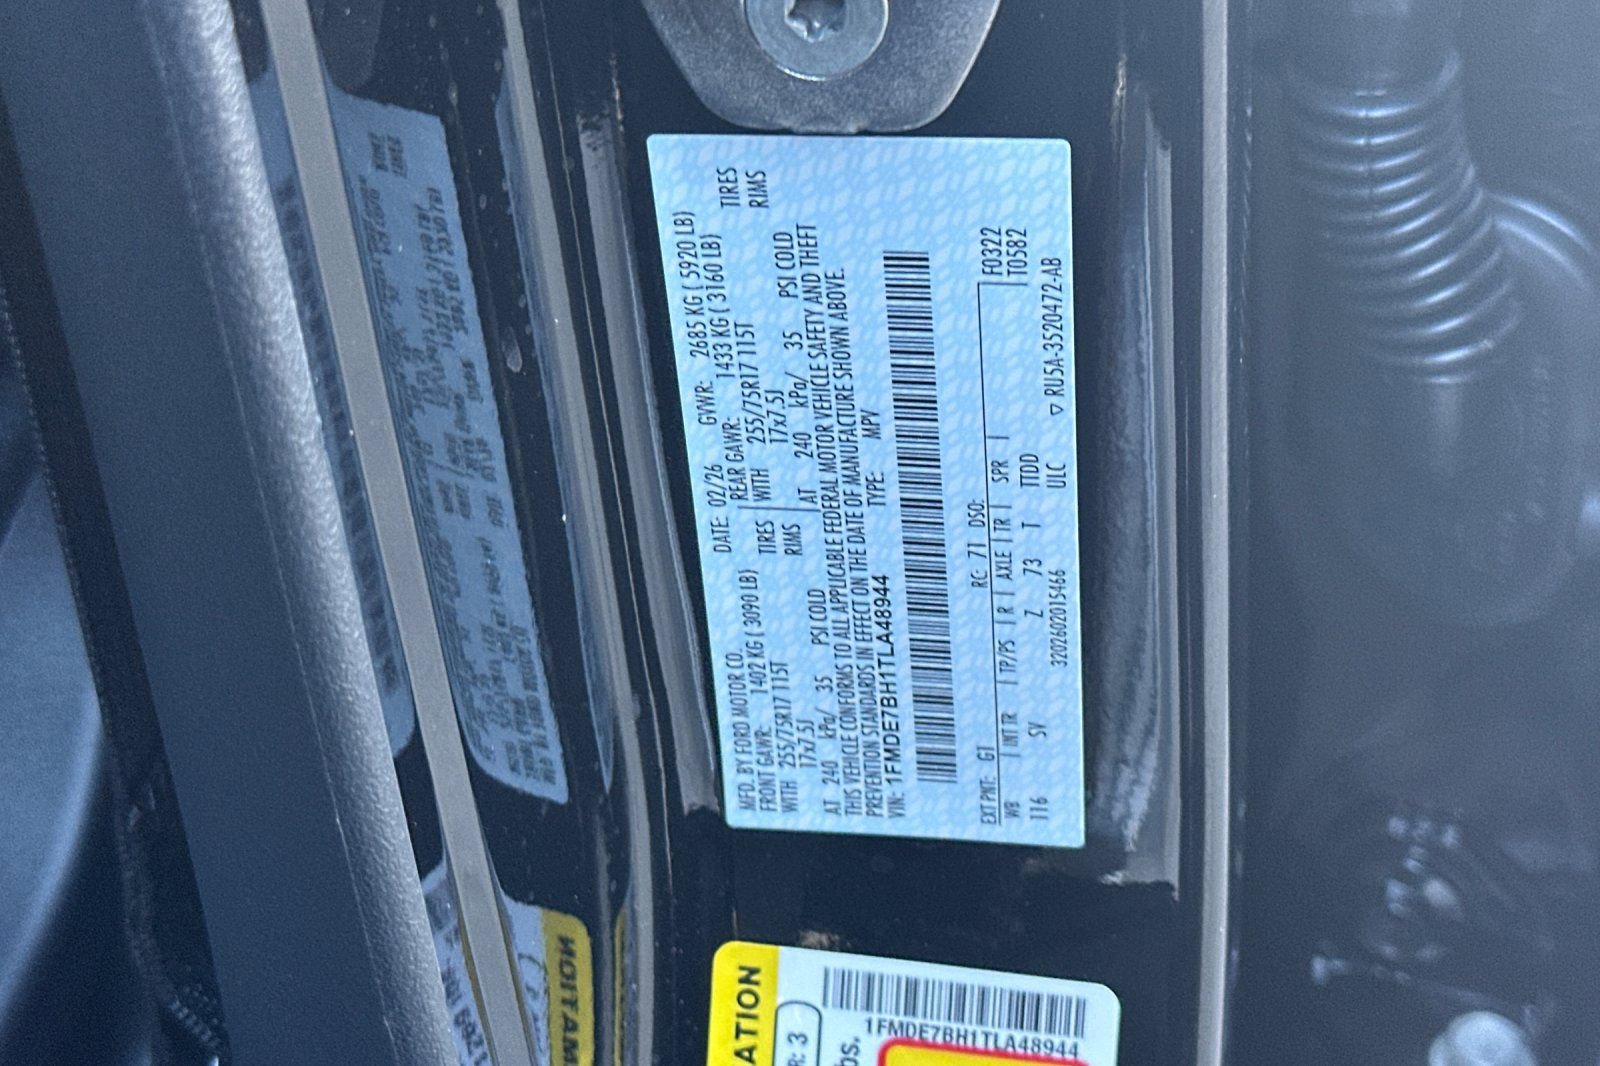 MFD. BY FORD MOTOR CO.
DATE: 02/26 GVWR: 2685 KG ( 5920 LB)
FRONT GAWR: 1402 KG ( 3090 LB)
REAR GAWR: 1433 KG ( 3160 LB)
WITH 255/75R17 115T TIRES
WITH 255/75R17 115T TIRES
17x7.5J RIMS
17x7.5J RIMS
AT 240 kPa/ 35 PSI COLD
AT 240 kPa/ 35 PSI COLD
THIS VEHICLE CONFORMS TO ALL APPLICABLE FEDERAL MOTOR VEHICLE SAFETY AND THEFT
PREVENTION STANDARDS IN EFFECT ON THE DATE OF MANUFACTURE SHOWN ABOVE.
VIN: 1FMDE7BH1TLA48944 TYPE: MPV
EXT PNT: G1 RC: 71 DSO: F0322
WB INT TR TP/PS R AXLE TR SPR T0582
116 SV Z 73 T TTDD
3202602015466 ULC ▽ RU5A-3520472-AB
1FMDE7BH1TLA48944
R: 3